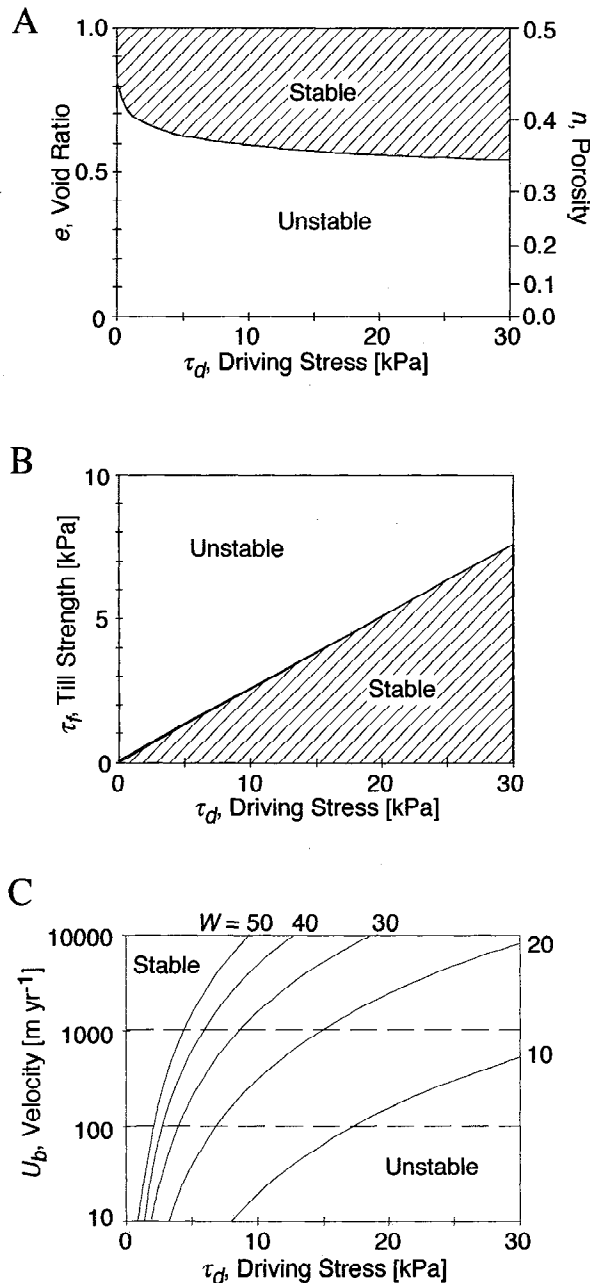 A
1.0
0.5
0
e, Void Ratio
Stable
Unstable
0.5
0.4
0.3
0.2
0.1
0.0
n, Porosity
0
10
20
30
τd, Driving Stress [kPa]
B
10
5
0
τf, Till Strength [kPa]
Unstable
Stable
0
10
20
30
τd, Driving Stress [kPa]
C
W = 50 40 30
20
10
10000
1000
100
10
Ub, Velocity [m yr-1]
Stable
Unstable
0
10
20
30
τd, Driving Stress [kPa]